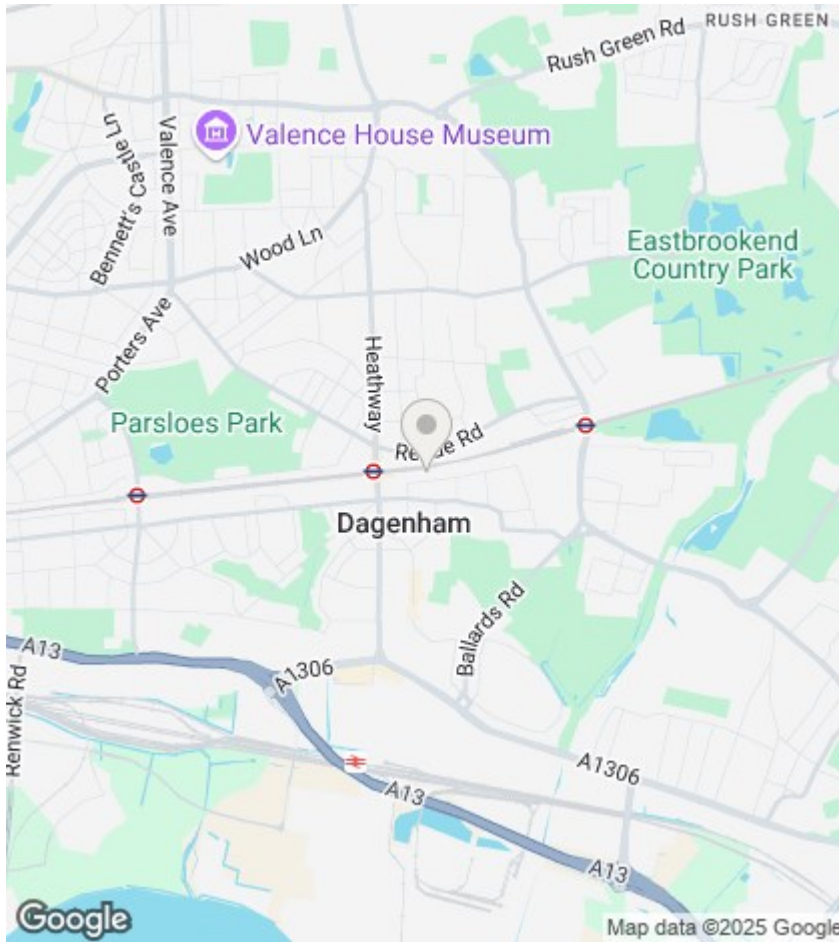 RUSH GREEN
Rush Green Rd
Valence House Museum
Bennett's Castle Ln
Valence Ave
Wood Ln
Eastbrookend
Country Park
Porters Ave
Heathway
Parsloes Park
Rd
Dagenham
Ballards Rd
A13
A1306
Renwick Rd
A1306
A13
A13
Google
Map data ©2025 Google